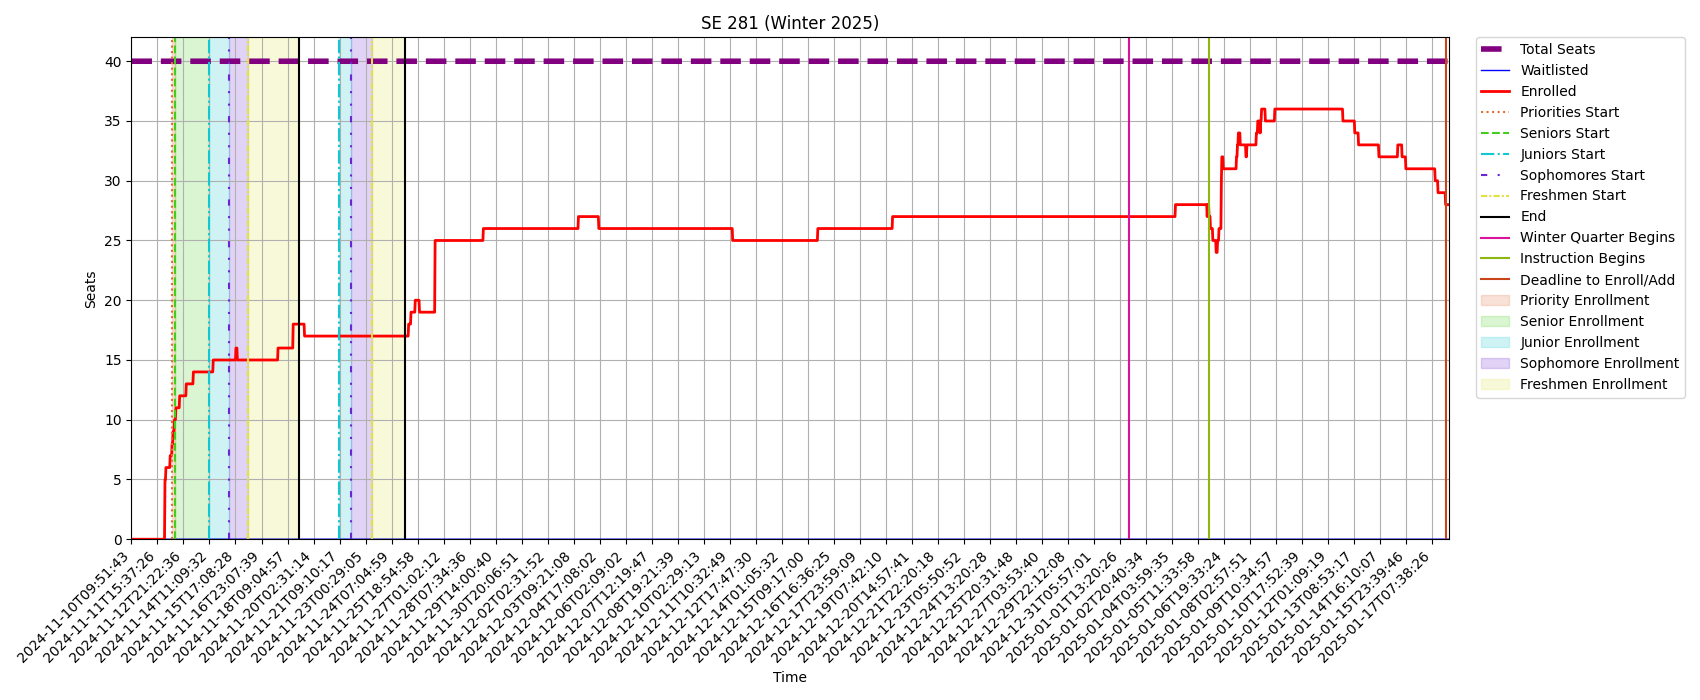 SE 281 (Winter 2025)
Seats
40
35
30
25
20
15
10
5
0
2024-11-10T09:51:43
2024-11-11T15:37:26
2024-11-12T21:22:36
2024-11-14T11:09:32
2024-11-15T17:08:28
2024-11-16T23:07:39
2024-11-18T09:04:57
2024-11-20T02:31:14
2024-11-21T09:10:17
2024-11-23T00:29:05
2024-11-24T07:04:59
2024-11-25T18:54:58
2024-11-27T01:02:12
2024-11-28T07:34:36
2024-11-29T14:00:40
2024-11-30T20:06:51
2024-12-02T02:31:52
2024-12-03T09:21:08
2024-12-04T17:08:02
2024-12-06T02:09:02
2024-12-07T12:19:47
2024-12-08T19:21:39
2024-12-10T02:29:13
2024-12-11T10:32:49
2024-12-12T17:47:30
2024-12-14T01:05:32
2024-12-15T09:17:00
2024-12-16T16:36:25
2024-12-17T23:59:09
2024-12-19T07:42:10
2024-12-20T14:57:41
2024-12-21T22:20:18
2024-12-23T05:50:52
2024-12-24T13:20:28
2024-12-25T20:31:48
2024-12-27T03:53:40
2024-12-29T22:12:08
2024-12-31T05:57:01
2025-01-01T13:20:26
2025-01-02T20:40:34
2025-01-04T03:59:35
2025-01-05T11:33:58
2025-01-06T19:33:24
2025-01-08T02:57:51
2025-01-09T10:34:57
2025-01-10T17:52:39
2025-01-12T01:09:19
2025-01-13T08:53:17
2025-01-14T16:10:07
2025-01-15T23:39:46
2025-01-17T07:38:26
Time
Total Seats
Waitlisted
Enrolled
Priorities Start
Seniors Start
Juniors Start
Sophomores Start
Freshmen Start
End
Winter Quarter Begins
Instruction Begins
Deadline to Enroll/Add
Priority Enrollment
Senior Enrollment
Junior Enrollment
Sophomore Enrollment
Freshmen Enrollment